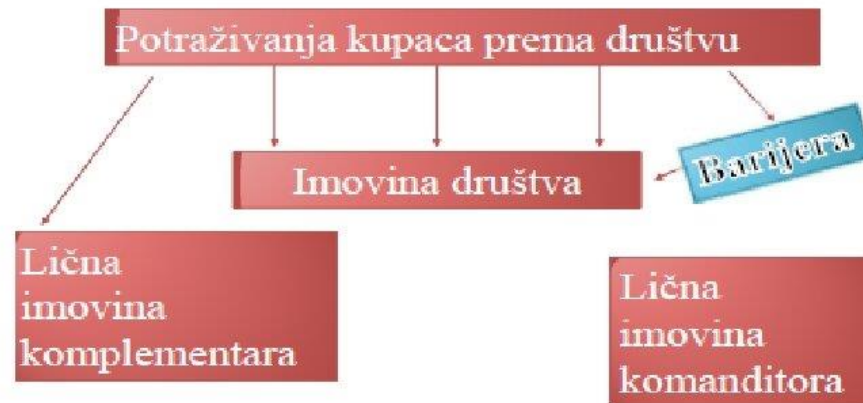 Potraživanja kupaca prema društvu
Barijera
Imovina društva
Lična
imovina
komplementara
Lična
imovina
komanditora